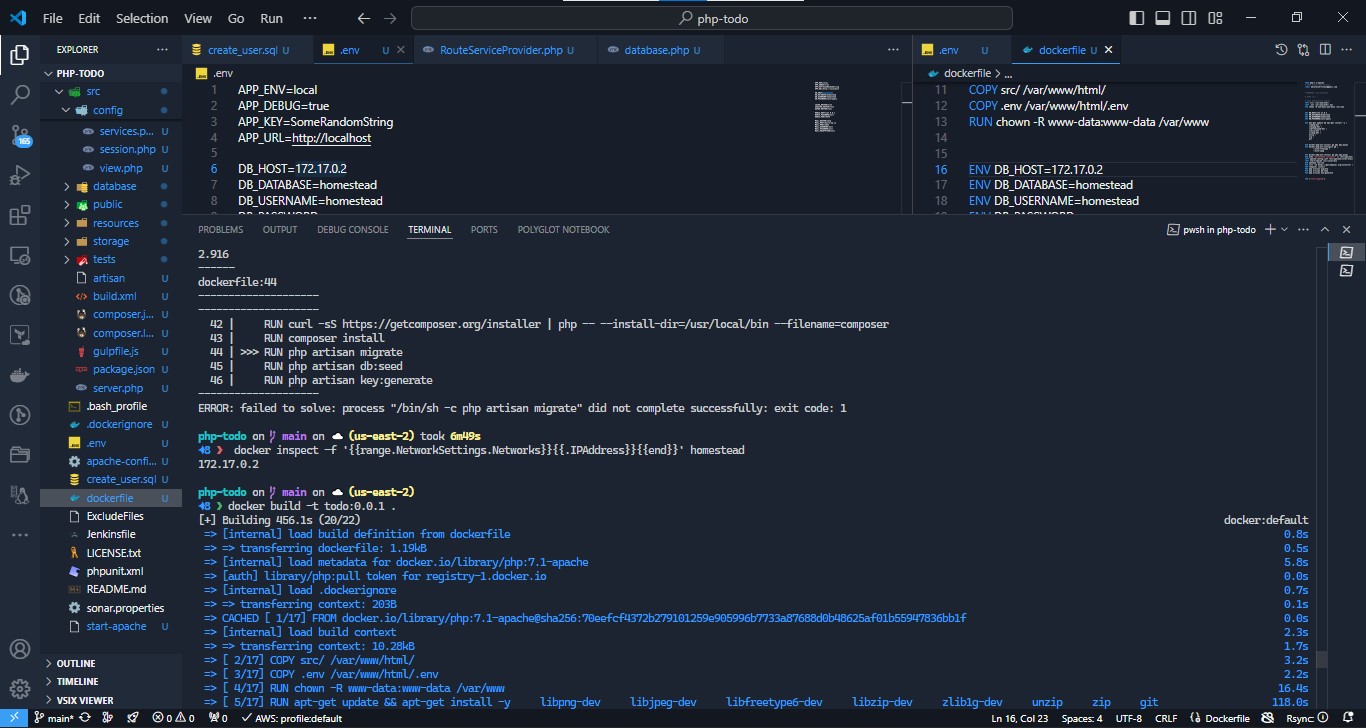 File Edit Selection View Go Run ··· php-todo
EXPLORER ···
create_user.sql U .env U RouteServiceProvider.php U database.php U ···
.env U dockerfile U
PHP-TODO
src
config
services.p... U
session.php U
view.php U
database
public
resources
storage
tests
artisan U
build.xml U
composer.j... U
composer.l... U
gulpfile.js U
package.json U
server.php U
.bash_profile
.dockerignore U
.env U
apache-confi... U
create_user.sql U
dockerfile U
ExcludeFiles
Jenkinsfile
LICENSE.txt
phpunit.xml
README.md
sonar.properties
start-apache U
OUTLINE
TIMELINE
VSIX VIEWER
165
.env
1 APP_ENV=local
2 APP_DEBUG=true
3 APP_KEY=SomeRandomString
4 APP_URL=http://localhost
5
6 DB_HOST=172.17.0.2
7 DB_DATABASE=homestead
8 DB_USERNAME=homestead
dockerfile > ...
11 COPY src/ /var/www/html/
12 COPY .env /var/www/html/.env
13 RUN chown -R www-data:www-data /var/www
14
15
16 ENV DB_HOST=172.17.0.2
17 ENV DB_DATABASE=homestead
18 ENV DB_USERNAME=homestead
PROBLEMS OUTPUT DEBUG CONSOLE TERMINAL PORTS POLYGLOT NOTEBOOK
pwsh in php-todo
2.916
------
dockerfile:44
--------------------
--------------------
42 | RUN curl -sS https://getcomposer.org/installer | php -- --install-dir=/usr/local/bin --filename=composer
43 | RUN composer install
44 | >>> RUN php artisan migrate
45 | RUN php artisan db:seed
46 | RUN php artisan key:generate
--------------------
ERROR: failed to solve: process "/bin/sh -c php artisan migrate" did not complete successfully: exit code: 1
php-todo on main on (us-east-2) took 6m49s
8 ❯ docker inspect -f '{{range.NetworkSettings.Networks}}{{.IPAddress}}{{end}}' homestead
172.17.0.2
php-todo on main on (us-east-2)
8 ❯ docker build -t todo:0.0.1 .
[+] Building 456.1s (20/22) docker:default
=> [internal] load build definition from dockerfile 0.8s
=> => transferring dockerfile: 1.19kB 0.5s
=> [internal] load metadata for docker.io/library/php:7.1-apache 5.8s
=> [auth] library/php:pull token for registry-1.docker.io 0.0s
=> [internal] load .dockerignore 0.7s
=> => transferring context: 203B 0.1s
=> CACHED [ 1/17] FROM docker.io/library/php:7.1-apache@sha256:70eefcf4372b279101259e905996b7733a87688d0b48625af01b55947836bb1f 0.0s
=> [internal] load build context 2.3s
=> => transferring context: 10.28kB 1.7s
=> [ 2/17] COPY src/ /var/www/html/ 3.2s
=> [ 3/17] COPY .env /var/www/html/.env 2.2s
=> [ 4/17] RUN chown -R www-data:www-data /var/www 16.4s
=> [ 5/17] RUN apt-get update && apt-get install -y libpng-dev libjpeg-dev libfreetype6-dev libzip-dev zlib1g-dev unzip zip git 118.0s
main* 0 0 0 AWS: profile:default Ln 16, Col 23 Spaces: 4 UTF-8 CRLF Dockerfile Rsync: